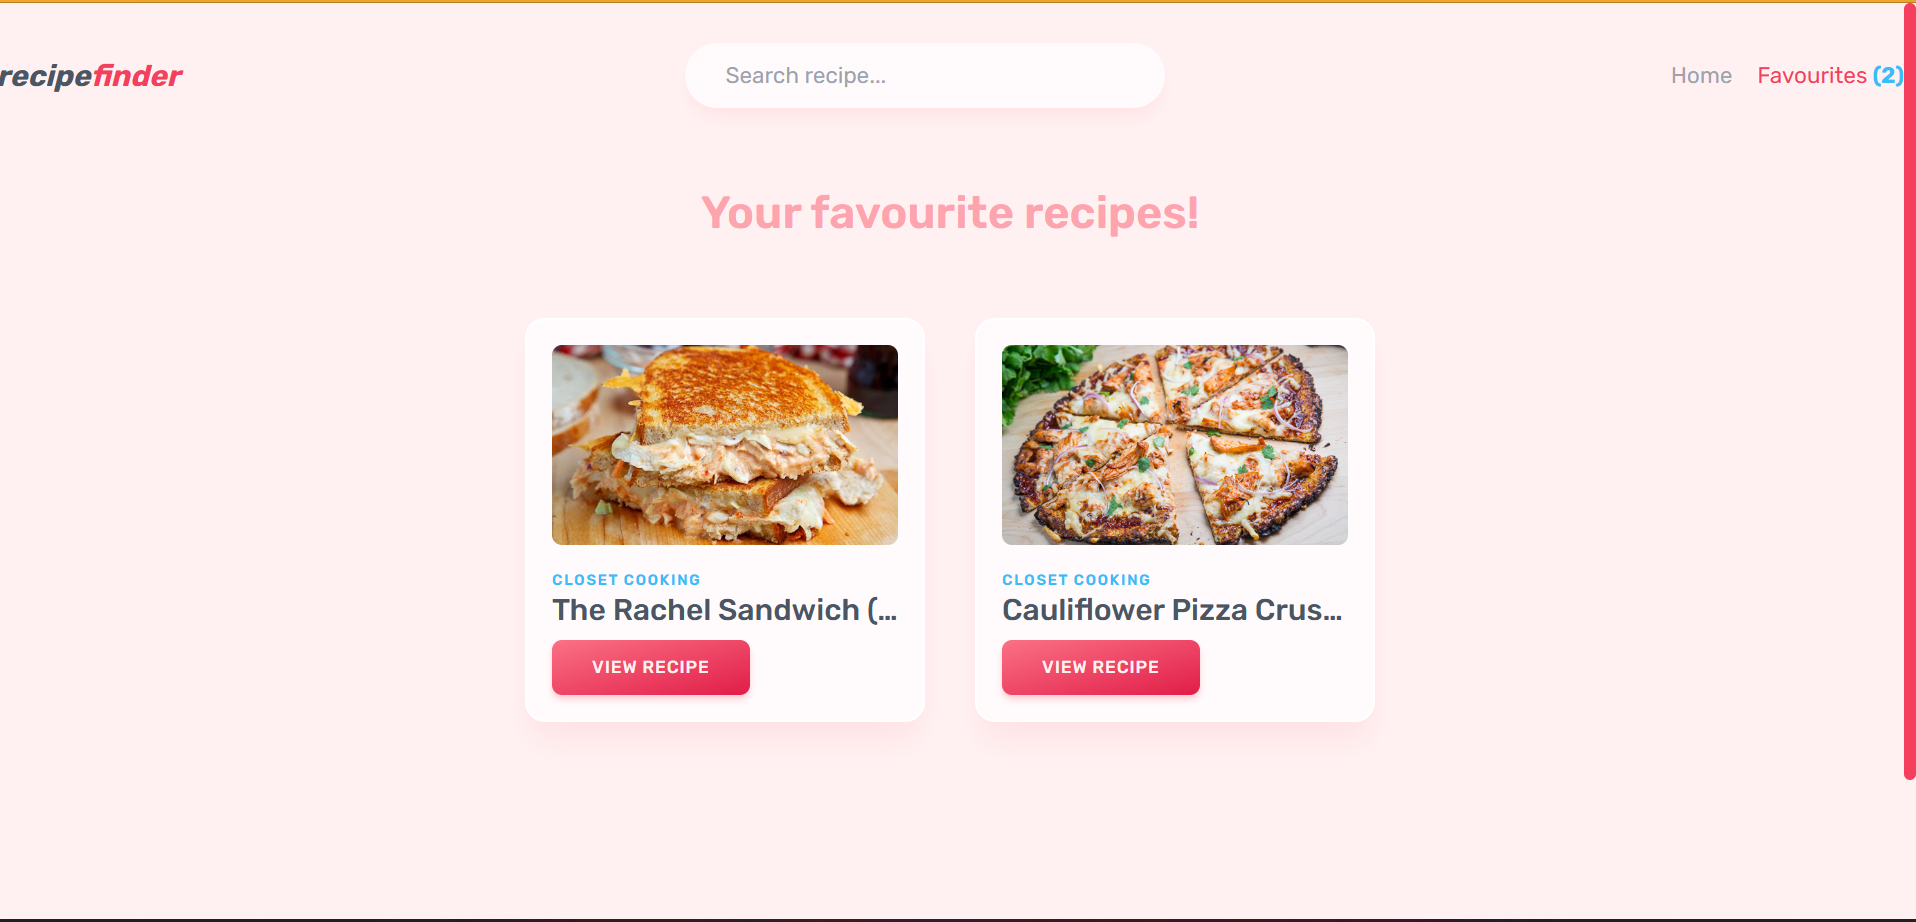 recipefinder
Search recipe...
Home Favourites (2)
Your favourite recipes!
CLOSET COOKING
The Rachel Sandwich (...
VIEW RECIPE
CLOSET COOKING
Cauliflower Pizza Crus...
VIEW RECIPE